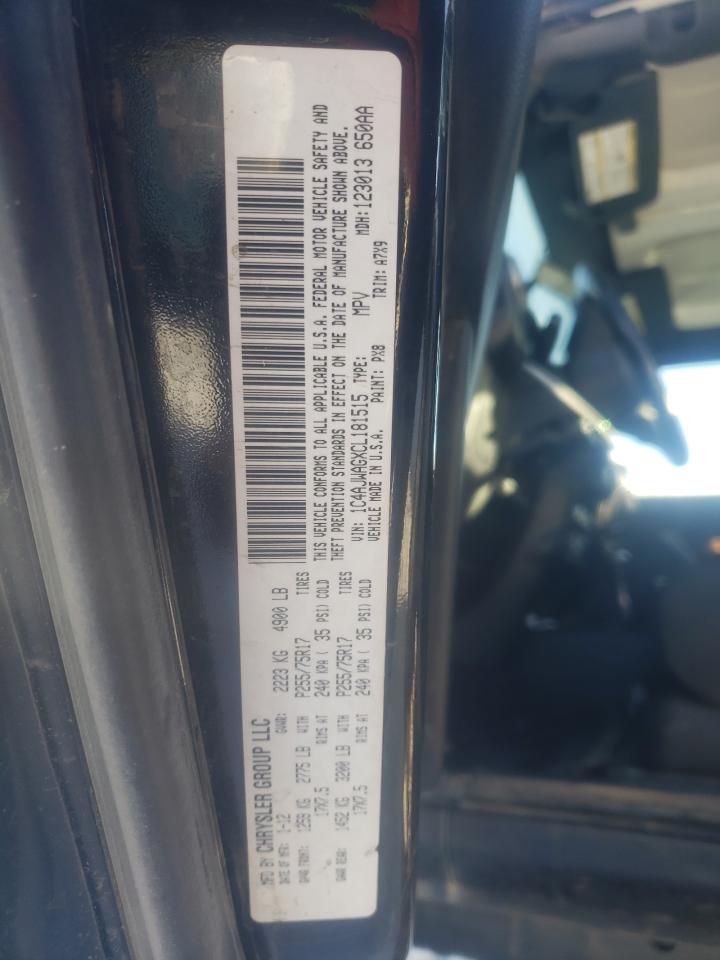 MFD BY CHRYSLER GROUP LLC
DATE OF MFR: 1-12 GVWR: 2223 KG 4900 LB
GAWR FRONT: 1259 KG 2775 LB WITH P255/75R17 TIRES
17X7.5 RIMS AT 240 KPA ( 35 PSI) COLD
GAWR REAR: 1452 KG 3200 LB WITH P255/75R17 TIRES
17X7.5 RIMS AT 240 KPA ( 35 PSI) COLD
THIS VEHICLE CONFORMS TO ALL APPLICABLE U.S.A. FEDERAL MOTOR VEHICLE SAFETY AND
THEFT PREVENTION STANDARDS IN EFFECT ON THE DATE OF MANUFACTURE SHOWN ABOVE.
VIN: 1C4AJWAGXCL181515 TYPE: MPV MDH: 123013 650AA
VEHICLE MADE IN U.S.A. PAINT: PX8 TRIM: A7X9